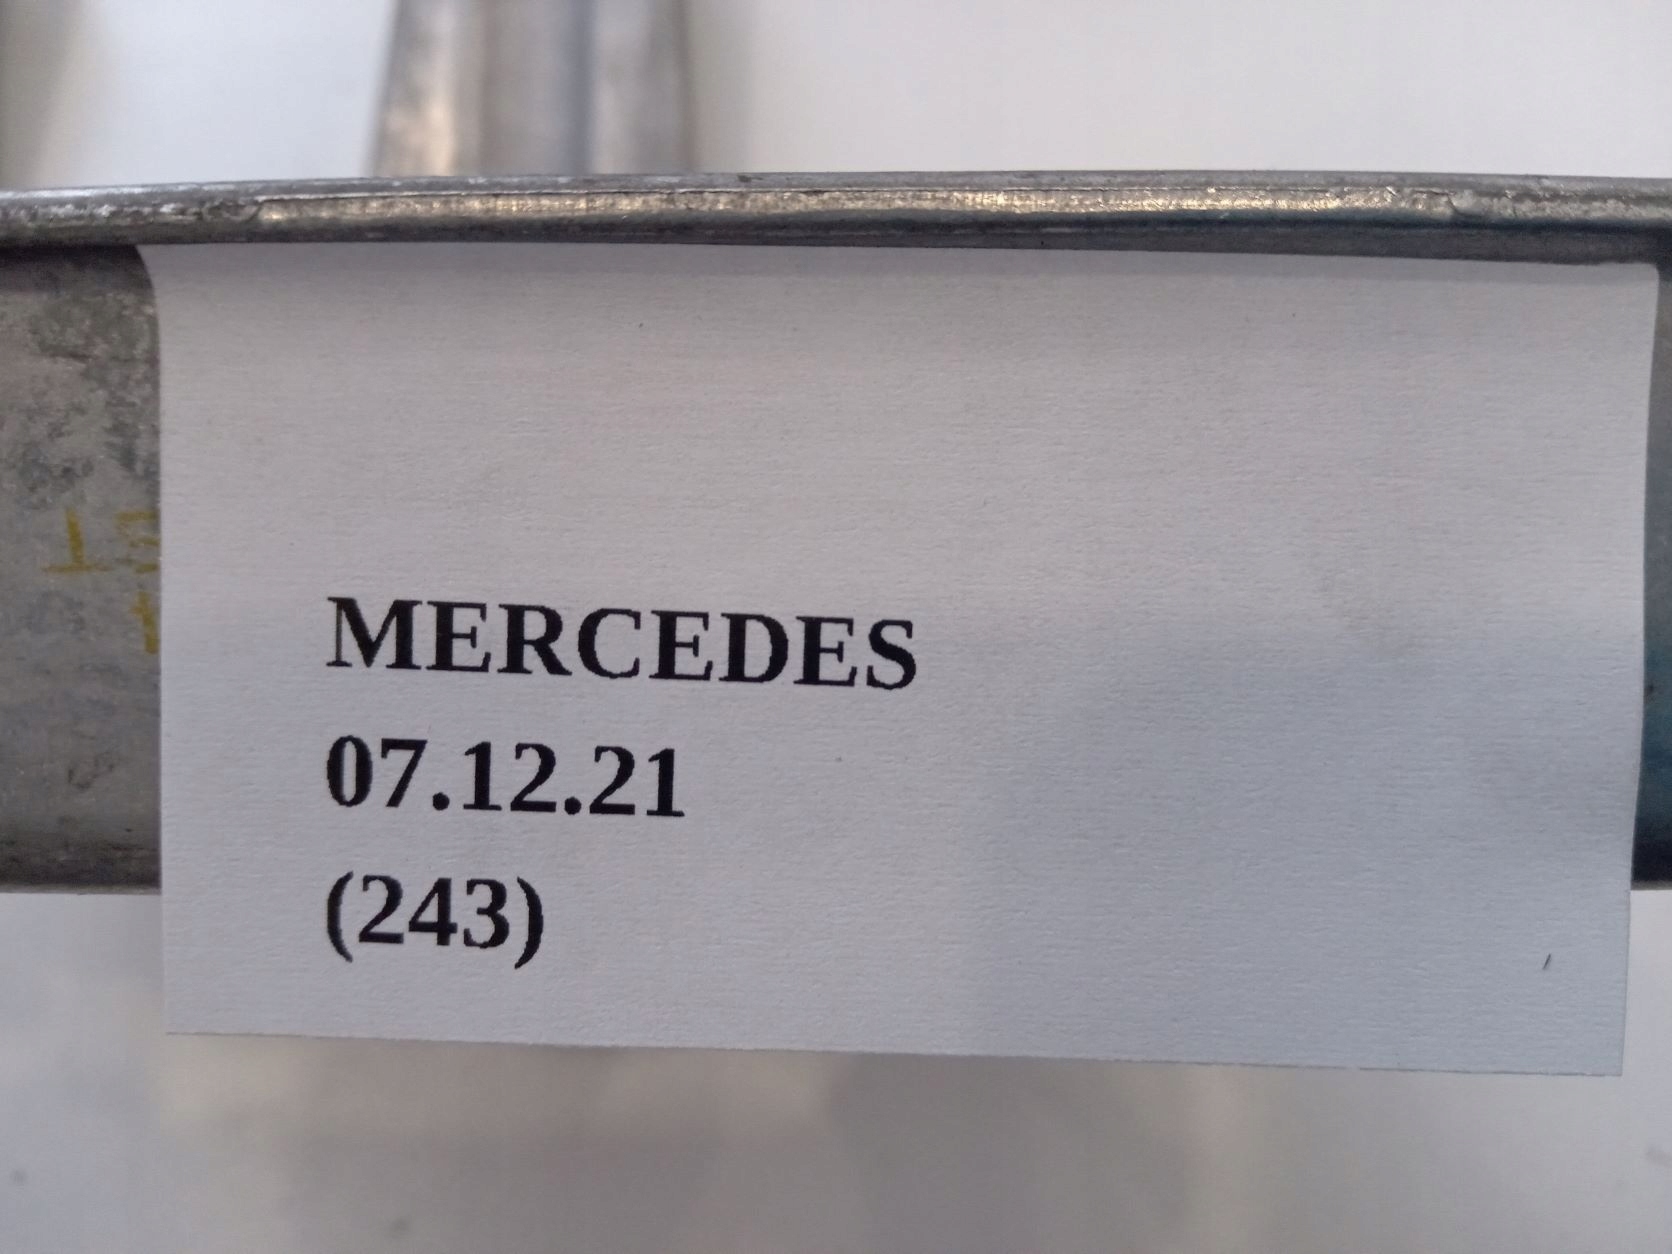 MERCEDES
07.12.21
(243)